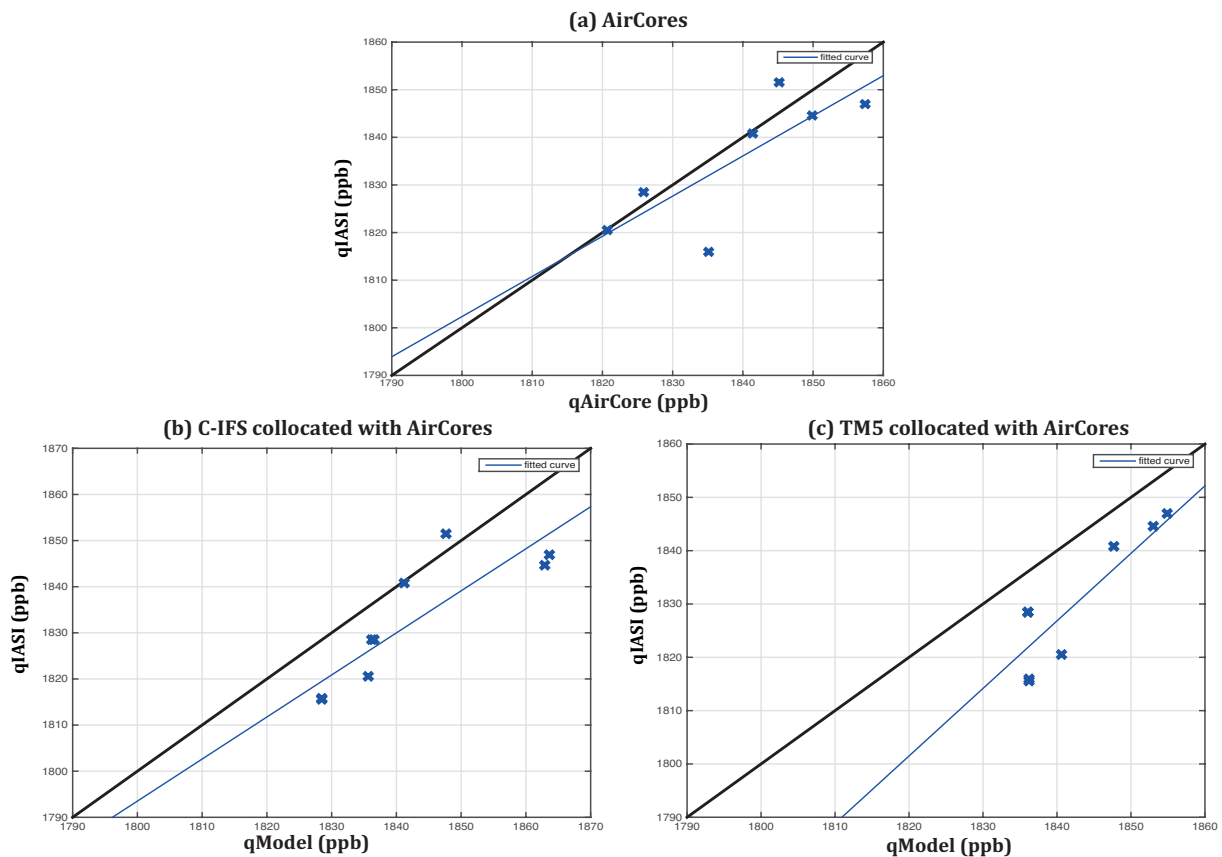 (a) AirCores
1860
1850
1840
1830
1820
1810
1800
1790
fitted curve
qIASI (ppb)
1790 1800 1810 1820 1830 1840 1850 1860
qAirCore (ppb)
(b) C-IFS collocated with AirCores
1870
1860
1850
1840
1830
1820
1810
1800
1790
fitted curve
qIASI (ppb)
1790 1800 1810 1820 1830 1840 1850 1860 1870
qModel (ppb)
(c) TM5 collocated with AirCores
1860
1850
1840
1830
1820
1810
1800
1790
fitted curve
qIASI (ppb)
1790 1800 1810 1820 1830 1840 1850 1860
qModel (ppb)